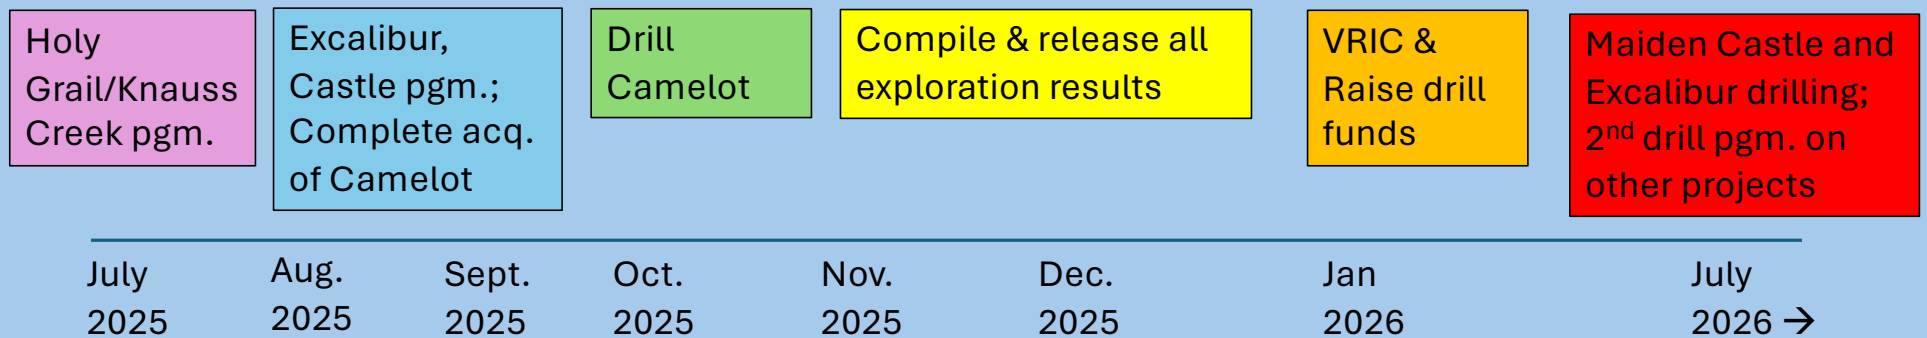 Holy
Grail/Knauss
Creek pgm.
Excalibur,
Castle pgm.;
Complete acq.
of Camelot
Drill
Camelot
Compile & release all
exploration results
VRIC &
Raise drill
funds
Maiden Castle and
Excalibur drilling;
2nd drill pgm. on
other projects
July
2025
Aug.
2025
Sept.
2025
Oct.
2025
Nov.
2025
Dec.
2025
Jan
2026
July
2026 →